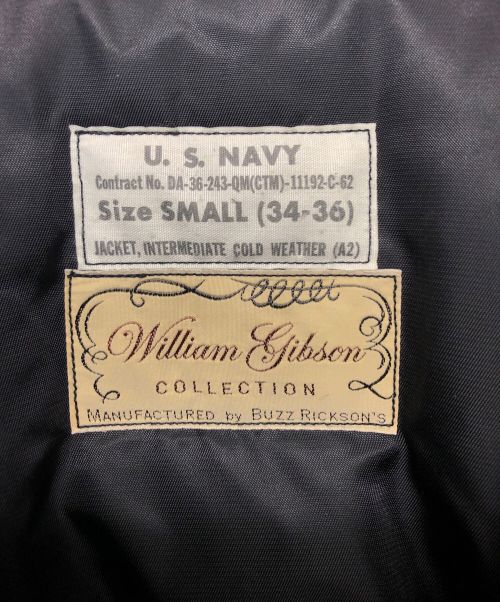 U. S. NAVY
Contract No. DA-36-243-QM(CTM)-11192-C-62
Size SMALL (34-36)
JACKET, INTERMEDIATE COLD WEATHER (A2)
William Gibson
COLLECTION
MANUFACTURED by BUZZ RICKSON'S